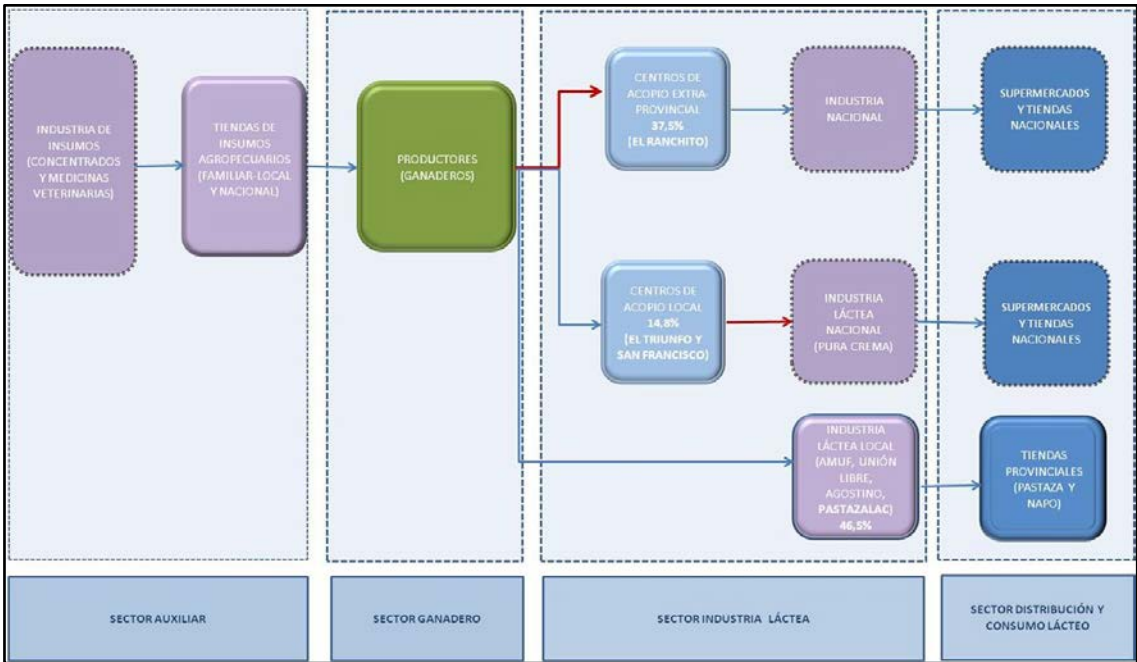 INDUSTRIA DE
INSUMOS
(CONCENTRADOS
Y MEDICINAS
VETERINARIAS)
TIENDAS DE
INSUMOS
AGROPECUARIOS
(FAMILIAR-LOCAL
Y NACIONAL)
PRODUCTORES
(GANADEROS)
CENTROS DE
ACOPIO EXTRA-
PROVINCIAL
37,5%
(EL RANCHITO)
INDUSTRIA
NACIONAL
SUPERMERCADOS
Y TIENDAS
NACIONALES
CENTROS DE
ACOPIO LOCAL
14,8%
(EL TRIUNFO Y
SAN FRANCISCO)
INDUSTRIA
LÁCTEA
NACIONAL
(PURA CREMA)
SUPERMERCADOS
Y TIENDAS
NACIONALES
INDUSTRIA
LÁCTEA LOCAL
(AMUF, UNIÓN
LIBRE,
AGOSTINO,
PASTAZALAC)
46,5%
TIENDAS
PROVINCIALES
(PASTAZA Y
NAPO)
SECTOR AUXILIAR
SECTOR GANADERO
SECTOR INDUSTRIA LÁCTEA
SECTOR DISTRIBUCIÓN Y
CONSUMO LÁCTEO